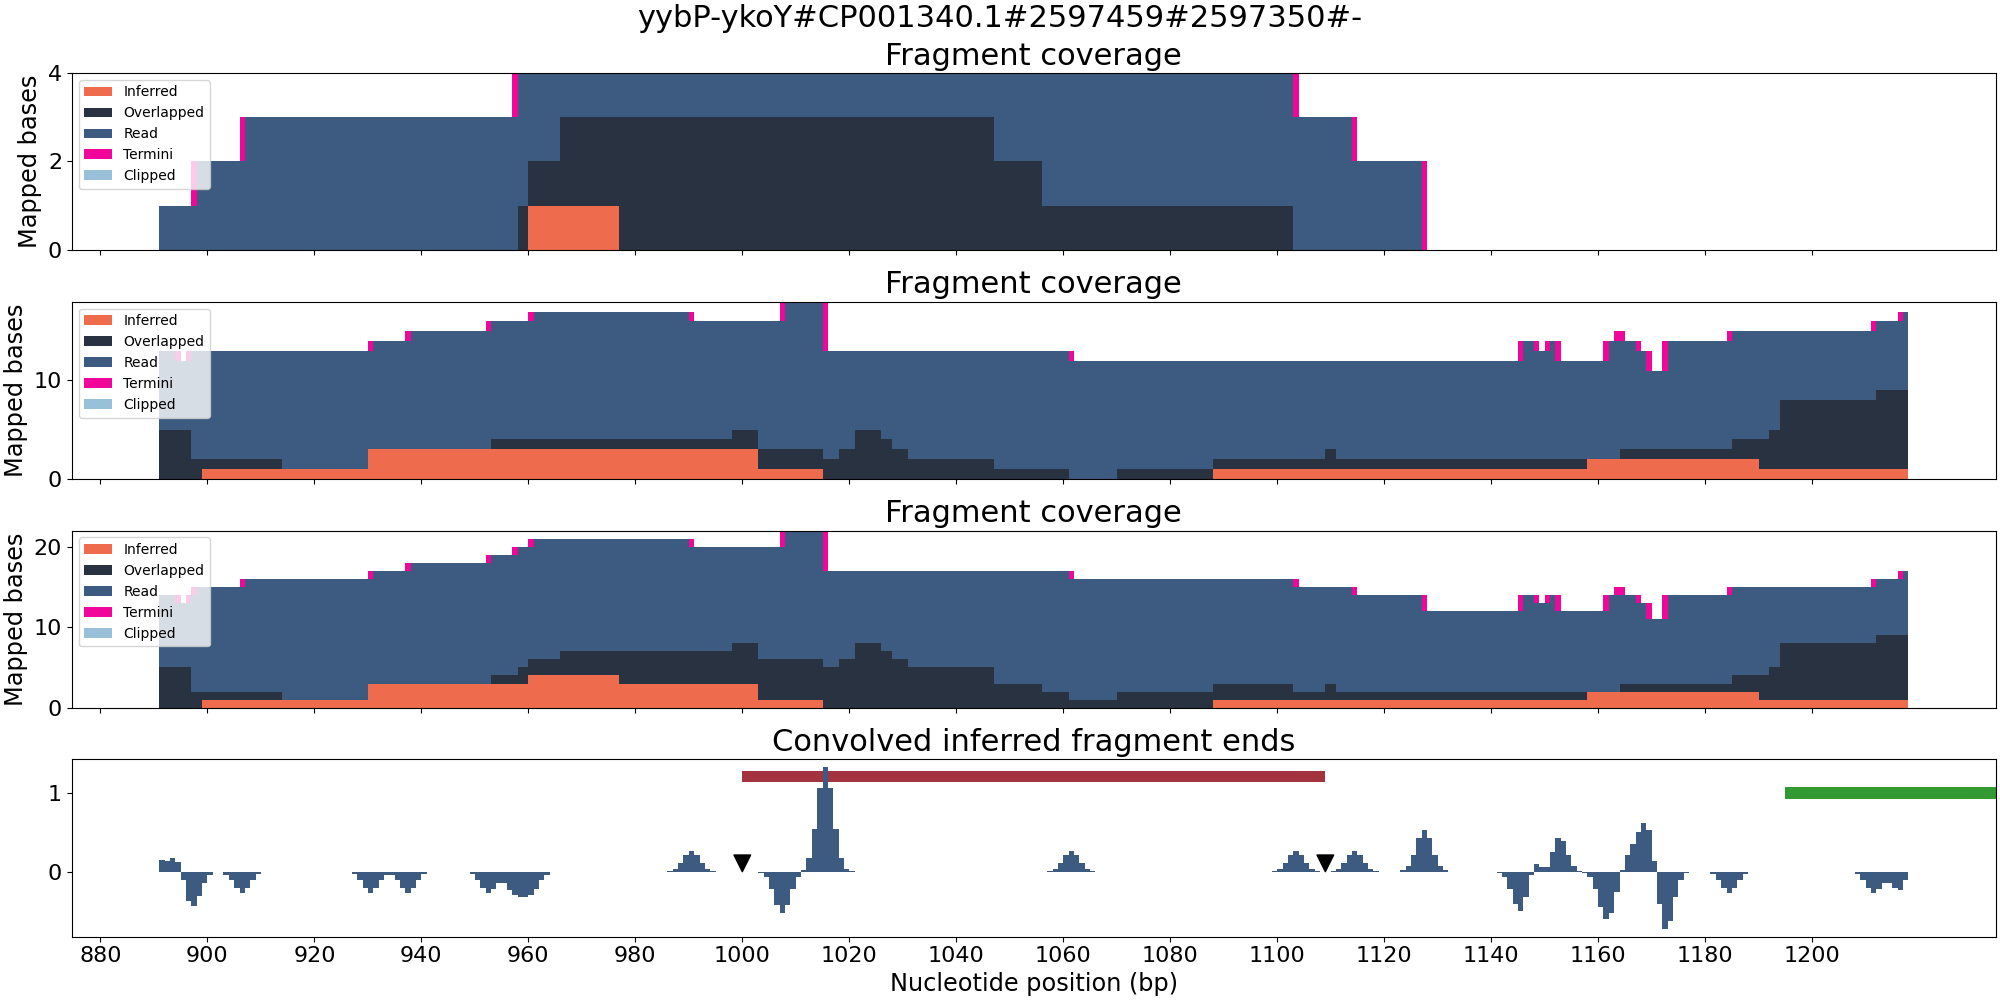 yybP-ykoY#CP001340.1#2597459#2597350#-
Fragment coverage
Mapped bases
4
2
0
Inferred
Overlapped
Read
Termini
Clipped
Fragment coverage
Mapped bases
10
0
Inferred
Overlapped
Read
Termini
Clipped
Fragment coverage
Mapped bases
20
10
0
Inferred
Overlapped
Read
Termini
Clipped
Convolved inferred fragment ends
1
0
880 900 920 940 960 980 1000 1020 1040 1060 1080 1100 1120 1140 1160 1180 1200
Nucleotide position (bp)